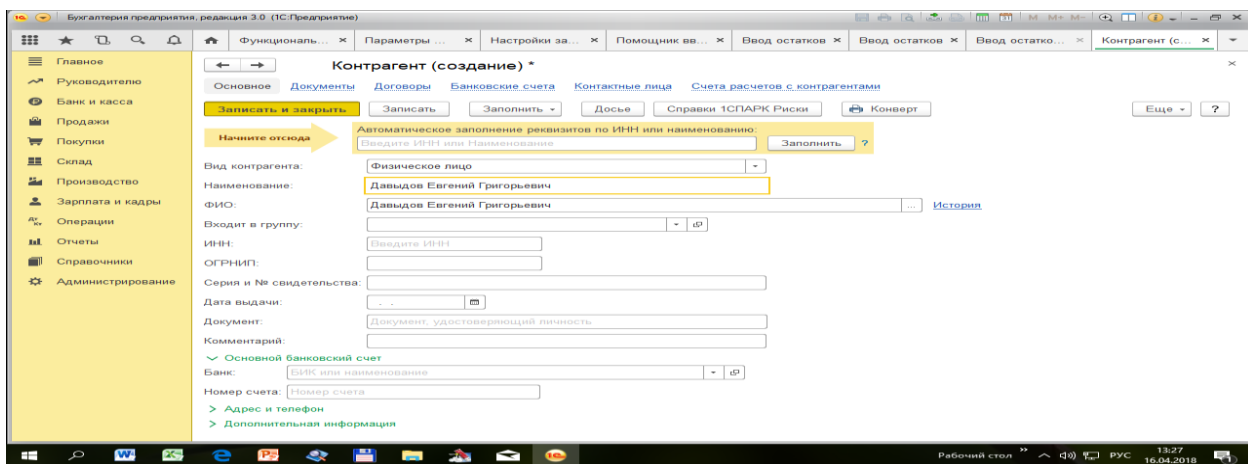 1С Бухгалтерия предприятия, редакция 3.0 (1С:Предприятие) M M+ M-
Функциональ... × Параметры ... × Настройки за... × Помощник вв... × Ввод остатков × Ввод остатков × Ввод остатко... × Контрагент (с... ×
Главное
Руководителю
Банк и касса
Продажи
Покупки
Склад
Производство
Зарплата и кадры
Операции
Отчеты
Справочники
Администрирование
Контрагент (создание) *
Основное Документы Договоры Банковские счета Контактные лица Счета расчетов с контрагентами
Записать и закрыть Записать Заполнить Досье Справки 1СПАРК Риски Конверт Еще ?
Начните отсюда
Автоматическое заполнение реквизитов по ИНН или наименованию:
Введите ИНН или Наименование Заполнить ?
Вид контрагента: Физическое лицо
Наименование: Давыдов Евгений Григорьевич
ФИО: Давыдов Евгений Григорьевич ... История
Входит в группу:
ИНН: Введите ИНН
ОГРНИП:
Серия и № свидетельства:
Дата выдачи: . .
Документ: Документ, удостоверяющий личность
Комментарий:
Основной банковский счет
Банк: БИК или наименование
Номер счета: Номер счета
Адрес и телефон
Дополнительная информация
Рабочий стол РУС 13:27
16.04.2018